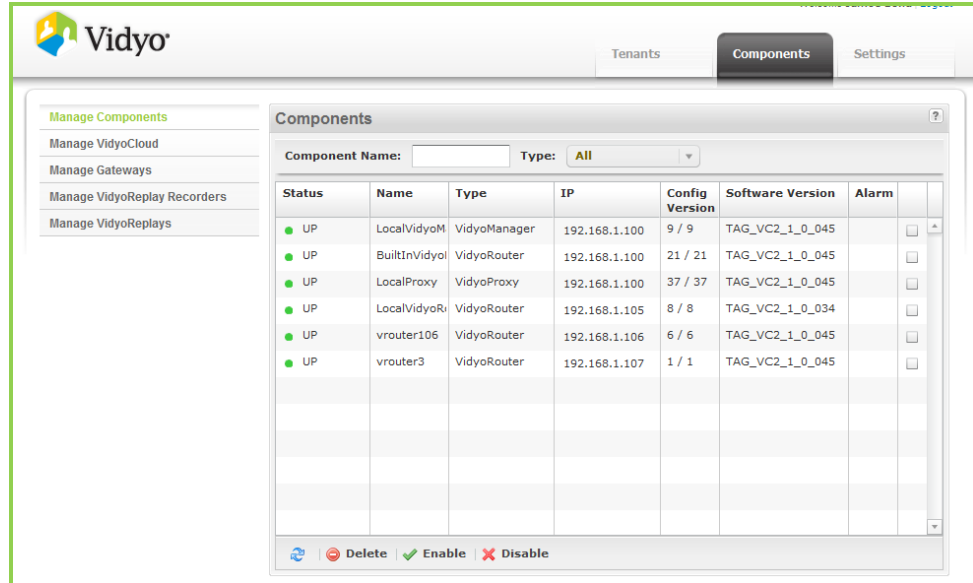 Vidyo
Tenants Components Settings
Manage Components
Manage VidyoCloud
Manage Gateways
Manage VidyoReplay Recorders
Manage VidyoReplays
Components ?
Component Name: Type: All
Status Name Type IP Config Version Software Version Alarm
UP LocalVidyoM VidyoManager 192.168.1.100 9 / 9 TAG_VC2_1_0_045
UP BuiltInVidyo VidyoRouter 192.168.1.100 21 / 21 TAG_VC2_1_0_045
UP LocalProxy VidyoProxy 192.168.1.100 37 / 37 TAG_VC2_1_0_045
UP LocalVidyoR VidyoRouter 192.168.1.105 8 / 8 TAG_VC2_1_0_034
UP vrouter106 VidyoRouter 192.168.1.106 6 / 6 TAG_VC2_1_0_045
UP vrouter3 VidyoRouter 192.168.1.107 1 / 1 TAG_VC2_1_0_045
Delete Enable Disable